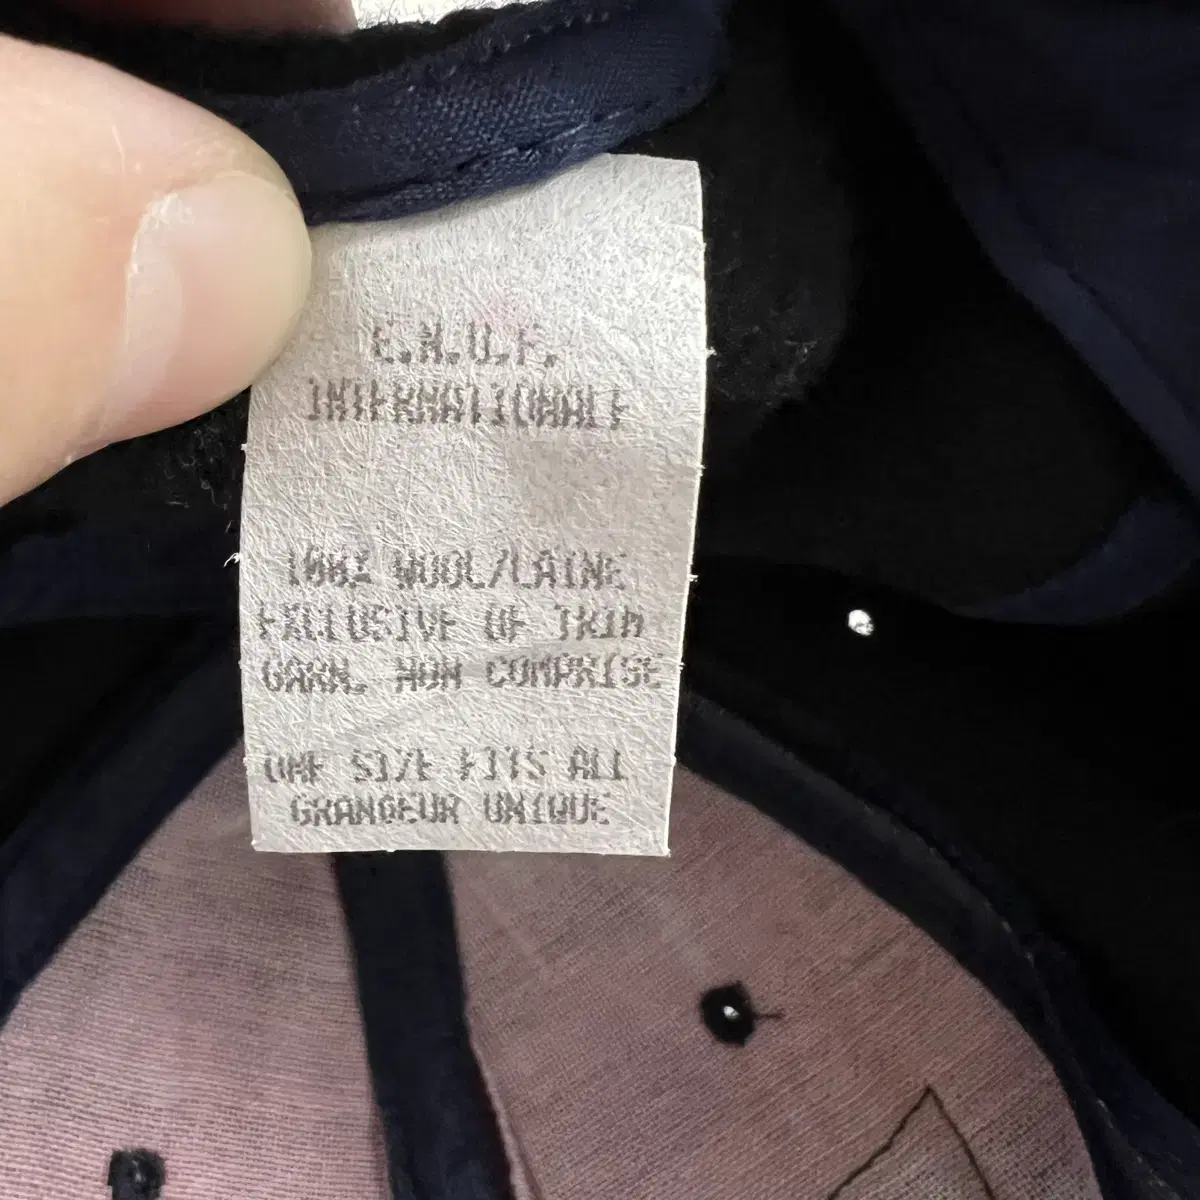 E.N.U.F.
INTERNATIONALE
100% WOOL/LAINE
EXCLUSIVE OF TRIM
GARN. NON COMPRISE
ONE SIZE FITS ALL
GRANDEUR UNIQUE